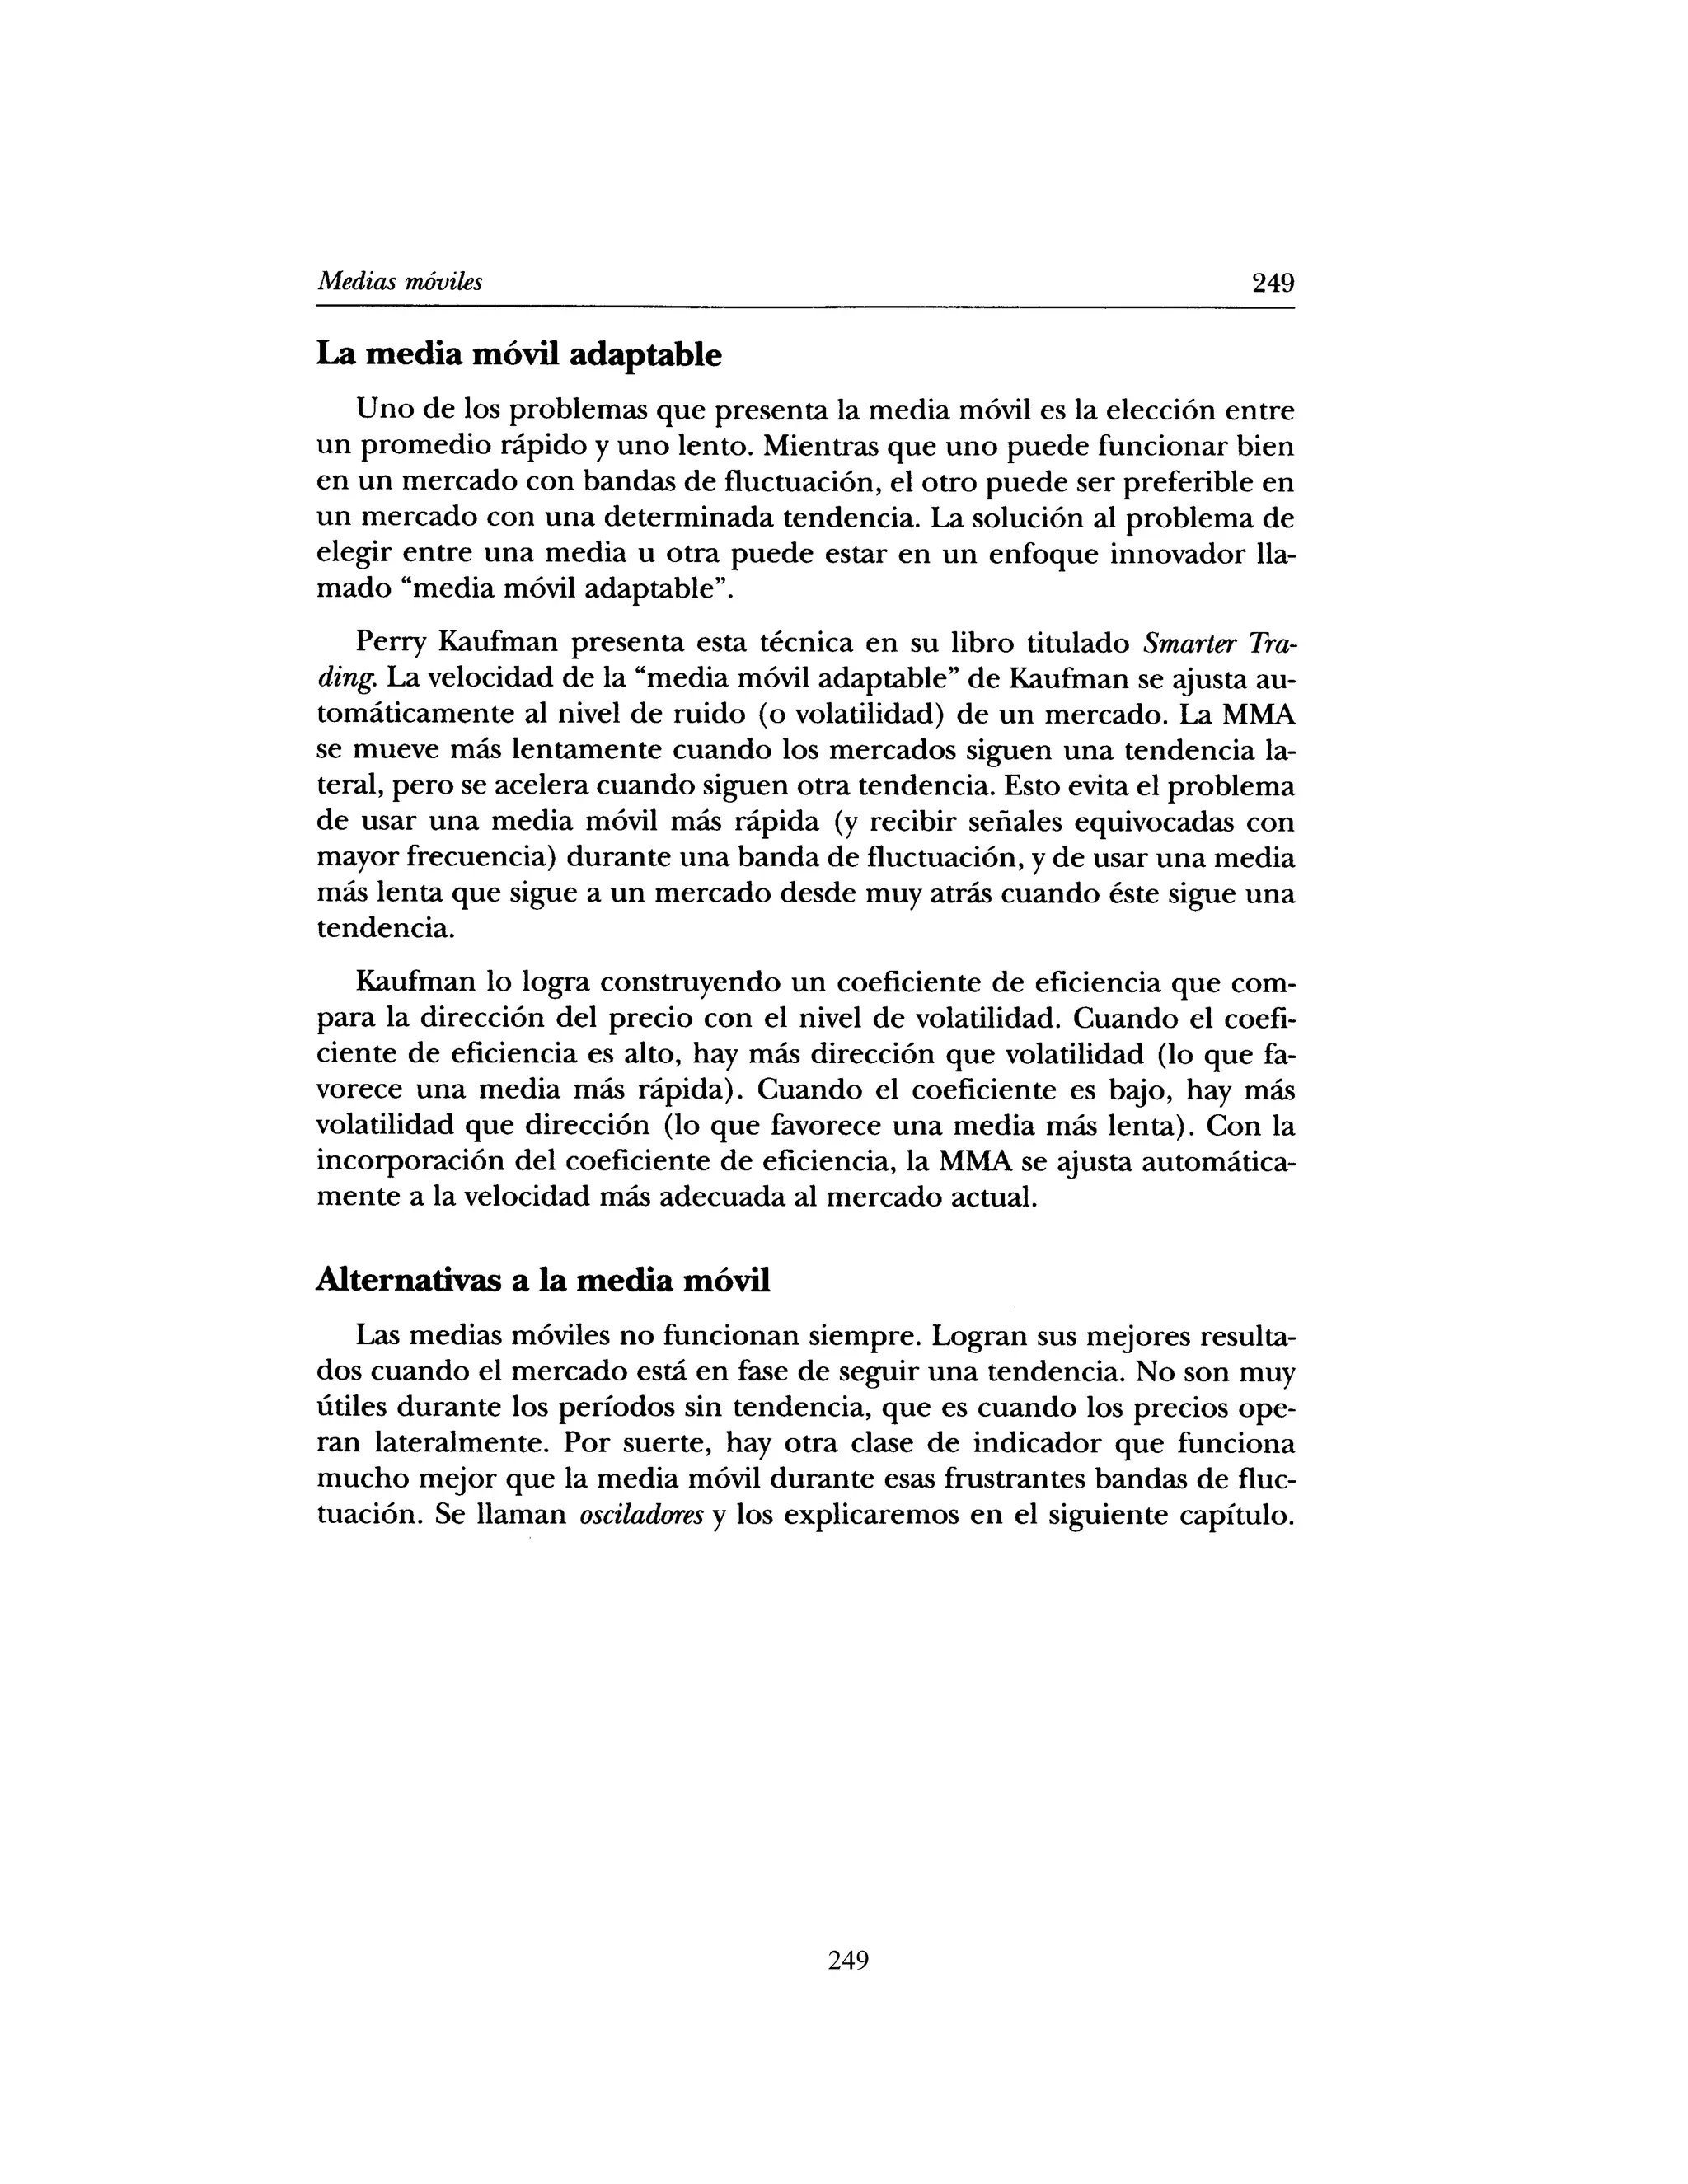 Medias móviles 249
La media móvil adaptable
Uno de los problemas que presenta la media móvil es la elección entre
un promedio rápido y uno lento. Mientras que uno puede funcionar bien
en un mercado con bandas de fluctuación, el otro puede ser preferible en
un mercado con una determinada tendencia. La solución al problema de
elegir entre una media u otra puede estar en un enfoque innovador lla-
mado “media móvil adaptable”.
Perry Kaufman presenta esta técnica en su libro titulado Smarter Tra-
ding. La velocidad de la “media móvil adaptable” de Kaufman se ajusta au-
tomáticamente al nivel de ruido (o volatilidad) de un mercado. La MMA
se mueve más lentamente cuando los mercados siguen una tendencia la-
teral, pero se acelera cuando siguen otra tendencia. Esto evita el problema
de usar una media móvil más rápida (y recibir señales equivocadas con
mayor frecuencia) durante una banda de fluctuación, y de usar una media
más lenta que sigue a un mercado desde muy atrás cuando éste sigue una
tendencia.
Kaufman lo logra construyendo un coeficiente de eficiencia que com-
para la dirección del precio con el nivel de volatilidad. Cuando el coefi-
ciente de eficiencia es alto, hay más dirección que volatilidad (lo que fa-
vorece una media más rápida). Cuando el coeficiente es bajo, hay más
volatilidad que dirección (lo que favorece una media más lenta). Con la
incorporación del coeficiente de eficiencia, la MMA se ajusta automática-
mente a la velocidad más adecuada al mercado actual.
Alternativas a la media móvil
Las medias móviles no funcionan siempre. Logran sus mejores resulta-
dos cuando el mercado está en fase de seguir una tendencia. No son muy
útiles durante los períodos sin tendencia, que es cuando los precios ope-
ran lateralmente. Por suerte, hay otra clase de indicador que funciona
mucho mejor que la media móvil durante esas frustrantes bandas de fluc-
tuación. Se llaman osciladores y los explicaremos en el siguiente capítulo.
249